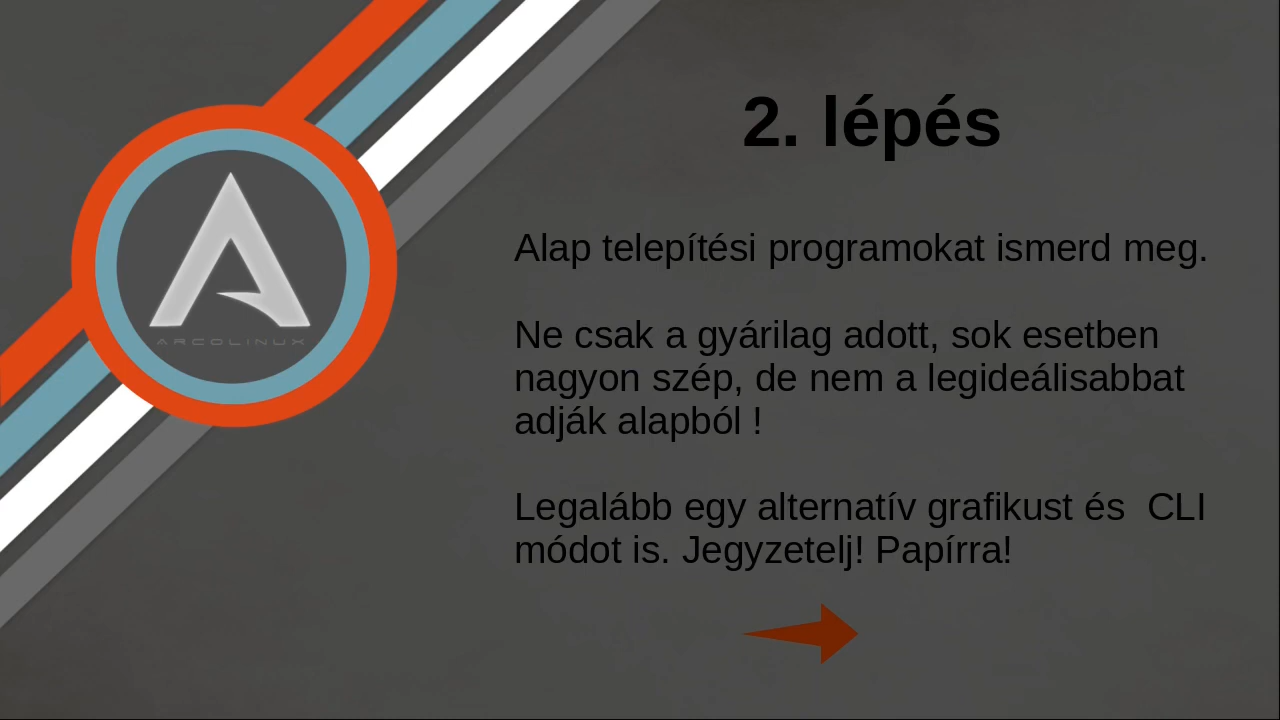 2. lépés
ARCOLINUX
Alap telepítési programokat ismerd meg.
Ne csak a gyárilag adott, sok esetben
nagyon szép, de nem a legideálisabbat
adják alapból !
Legalább egy alternatív grafikust és  CLI
módot is. Jegyzetelj! Papírra!